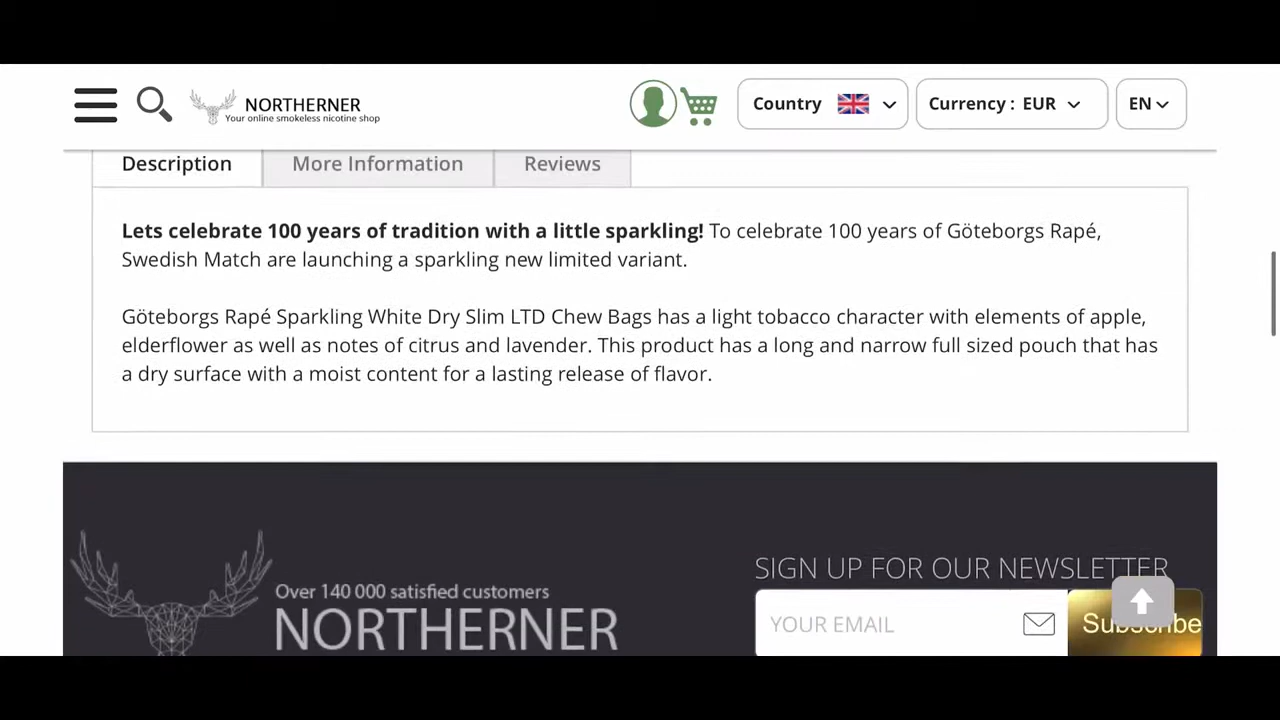 NORTHERNER
Your online smokeless nicotine shop
Country
Currency : EUR
EN
Description
More Information
Reviews
Lets celebrate 100 years of tradition with a little sparkling! To celebrate 100 years of Göteborgs Rapé,
Swedish Match are launching a sparkling new limited variant.
Göteborgs Rapé Sparkling White Dry Slim LTD Chew Bags has a light tobacco character with elements of apple,
elderflower as well as notes of citrus and lavender. This product has a long and narrow full sized pouch that has
a dry surface with a moist content for a lasting release of flavor.
Over 140 000 satisfied customers
NORTHERNER
SIGN UP FOR OUR NEWSLETTER
YOUR EMAIL
Subscribe